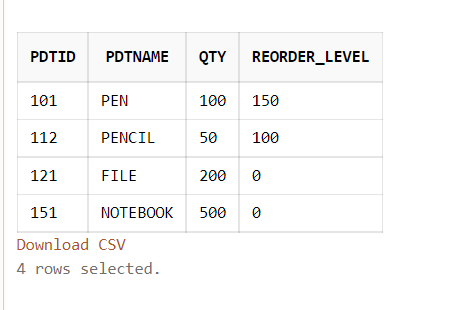 PDTID PDTNAME QTY REORDER_LEVEL
101 PEN 100 150
112 PENCIL 50 100
121 FILE 200 0
151 NOTEBOOK 500 0
Download CSV
4 rows selected.